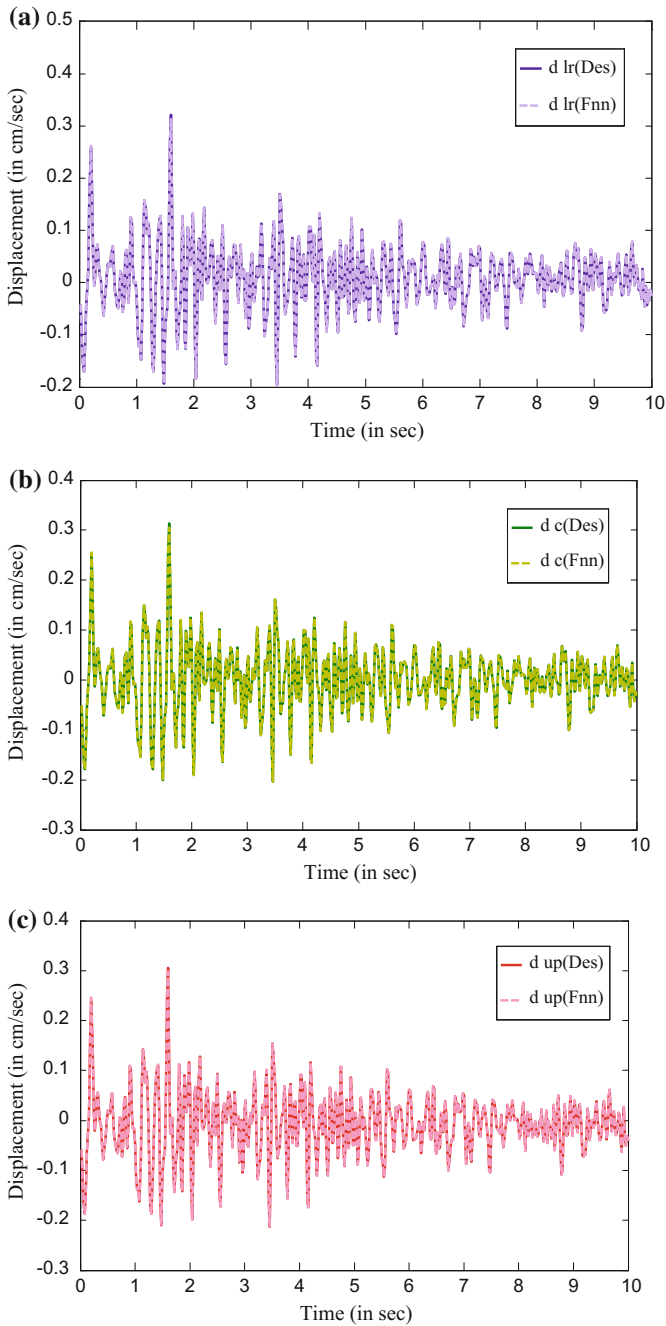 (a)
0.5
0.4
0.3
0.2
0.1
0
-0.1
0.2
Displacement (in cm/sec)
d lr(Des)
d lr(Fnn)
0 1 2 3 4 5 6 7 8 9 10
Time (in sec)
(b)
0.4
0.3
0.2
0.1
0
-0.1
-0.2
-0.3
Displacement (in cm/sec)
d c(Des)
d c(Fnn)
0 1 2 3 4 5 6 7 8 9 10
Time (in sec)
(c)
0.4
0.3
0.2
0.1
0
-0.1
-0.2
-0.3
Displacement (in cm/sec)
d up(Des)
d up(Fnn)
0 1 2 3 4 5 6 7 8 9 10
Time (in sec)